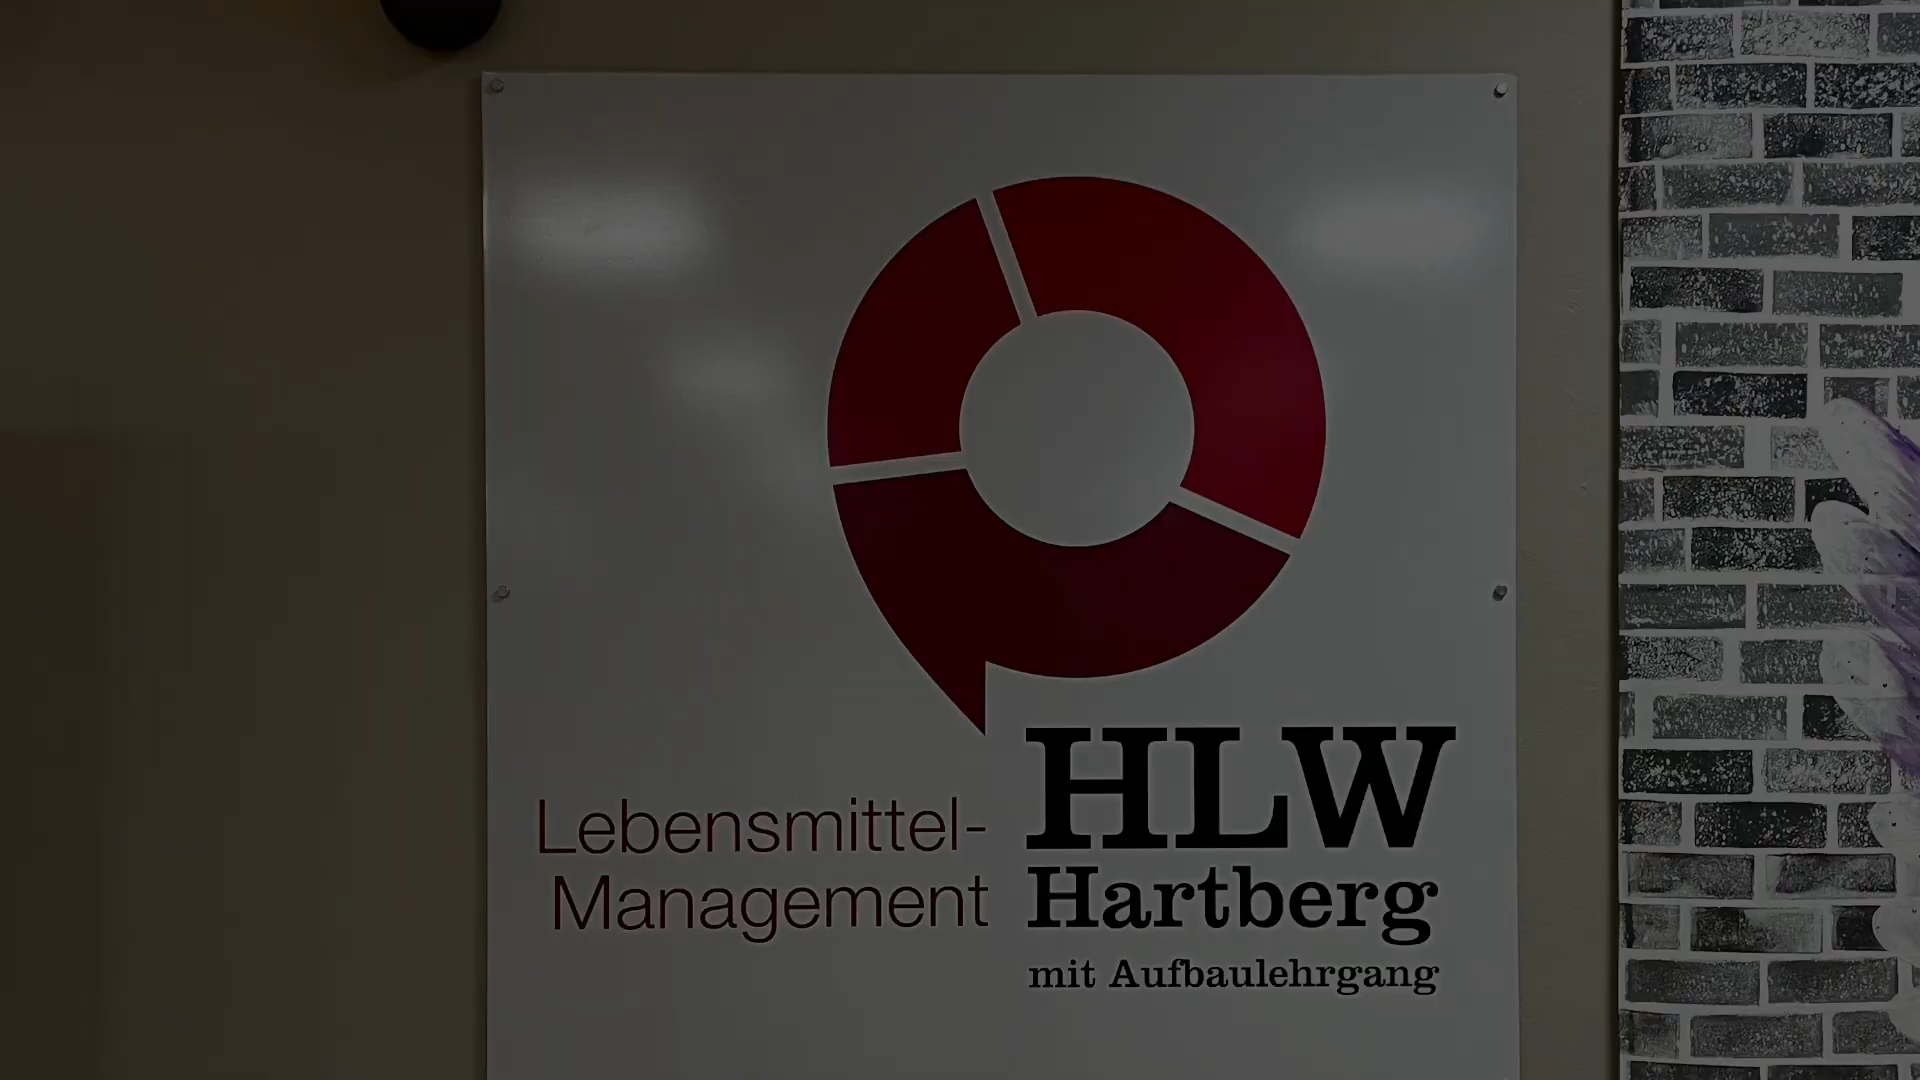 Lebensmittel-
Management
HLW
Hartberg
mit Aufbaulehrgang